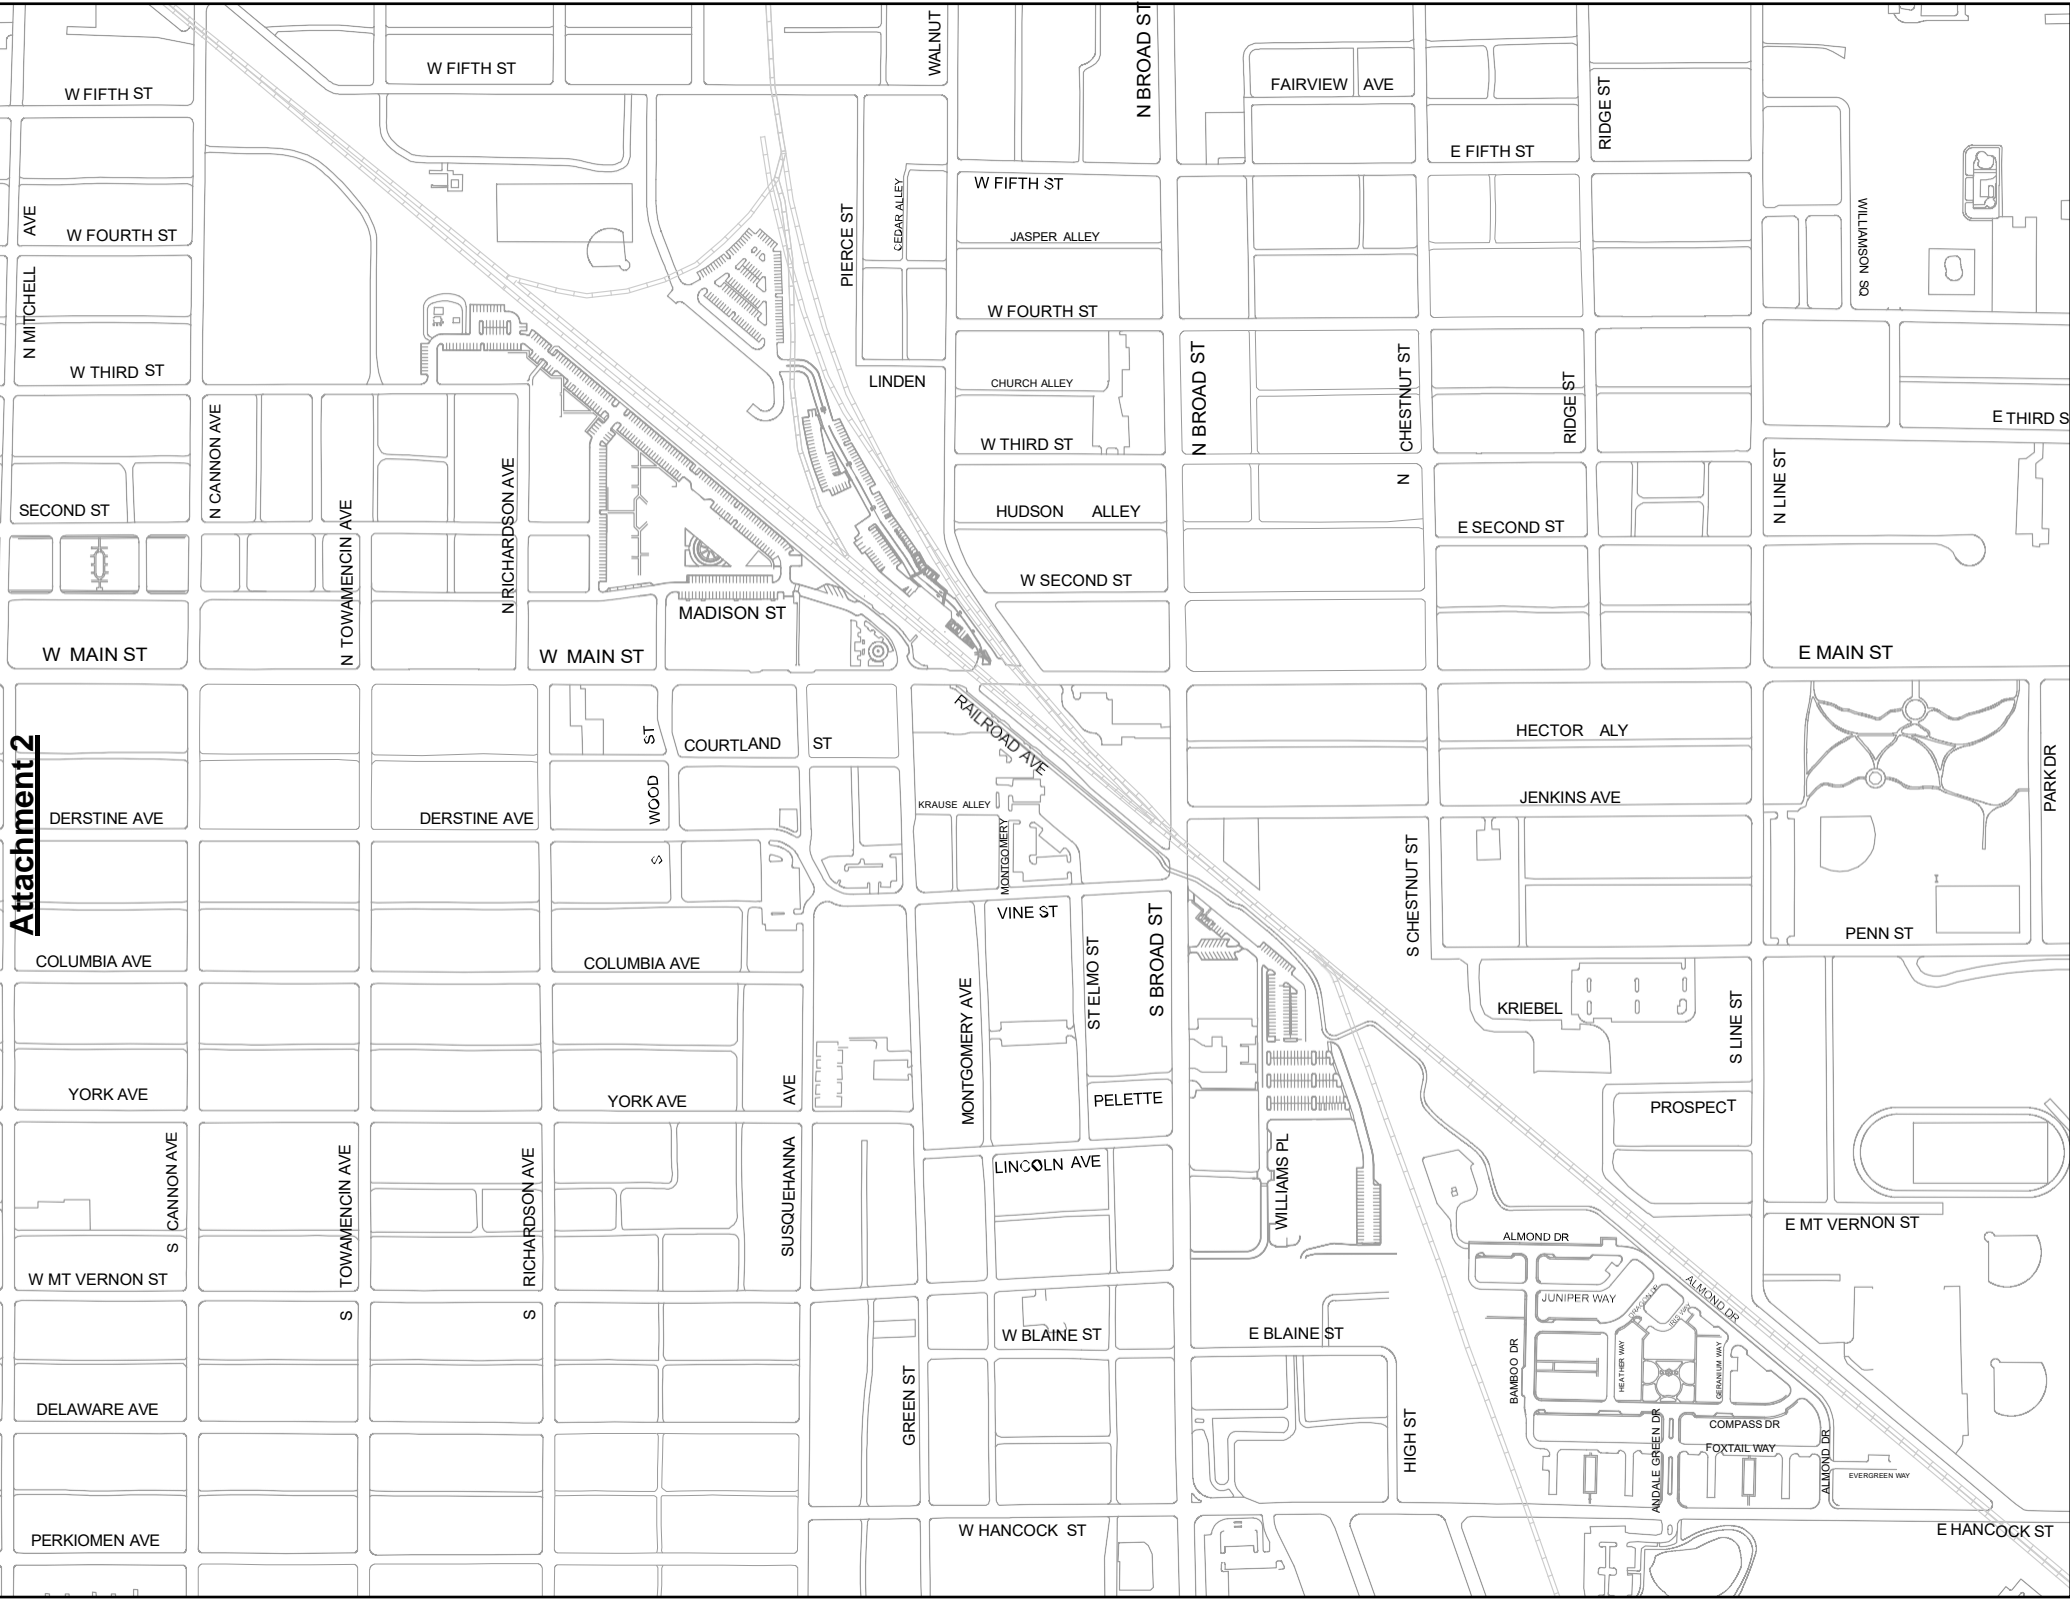 WALNUT
N BROAD ST
W FIFTH ST
W FIFTH ST
FAIRVIEW AVE
RIDGE ST
E FIFTH ST
W FIFTH ST
CEDAR ALLEY
PIERCE ST
WILLIAMSON SQ
AVE
W FOURTH ST
JASPER ALLEY
N MITCHELL
W FOURTH ST
W THIRD ST
LINDEN
CHURCH ALLEY
N BROAD ST
CHESTNUT ST
N
RIDGE ST
E THIRD S
W THIRD ST
N CANNON AVE
N TOWAMENCIN AVE
N RICHARDSON AVE
N LINE ST
SECOND ST
HUDSON ALLEY
E SECOND ST
W SECOND ST
MADISON ST
W MAIN ST
W MAIN ST
E MAIN ST
RAILROAD AVE
Attachment 2
ST
WOOD
S
COURTLAND ST
HECTOR ALY
PARK DR
JENKINS AVE
KRAUSE ALLEY
DERSTINE AVE
DERSTINE AVE
MONTGOMERY
S CHESTNUT ST
VINE ST
S BROAD ST
ST ELMO ST
PENN ST
COLUMBIA AVE
COLUMBIA AVE
MONTGOMERY AVE
KRIEBEL
S LINE ST
YORK AVE
YORK AVE
AVE
SUSQUEHANNA
PELETTE
PROSPECT
CANNON AVE
S
TOWAMENCIN AVE
S
RICHARDSON AVE
S
LINCOLN AVE
WILLIAMS PL
E MT VERNON ST
ALMOND DR
W MT VERNON ST
ALMOND DR
JUNIPER WAY
DRAGON LN
IRIS WAY
W BLAINE ST
E BLAINE ST
BAMBOO DR
HEATHER WAY
GERANIUM WAY
GREEN ST
DELAWARE AVE
HIGH ST
COMPASS DR
ANDALE GREEN DR
FOXTAIL WAY
ALMOND DR
EVERGREEN WAY
PERKIOMEN AVE
W HANCOCK ST
E HANCOCK ST